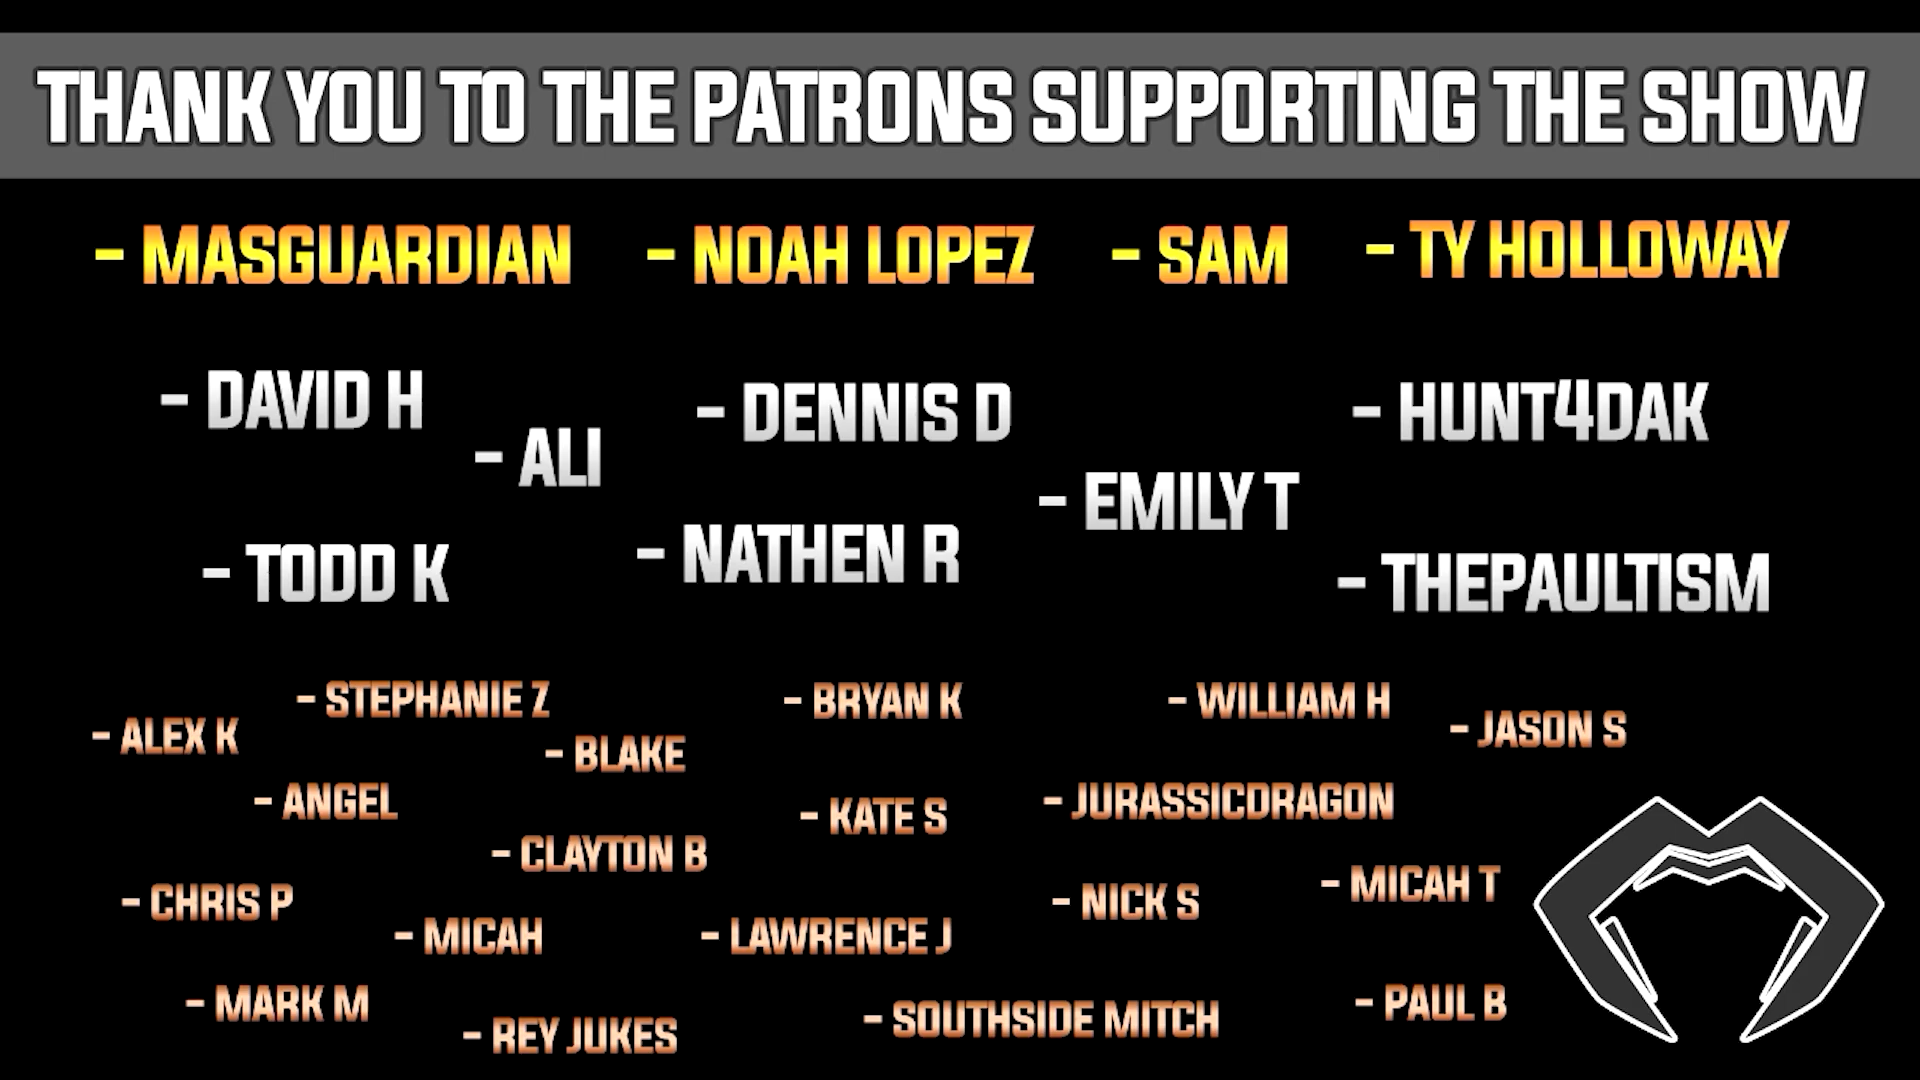 THANK YOU TO THE PATRONS SUPPORTING THE SHOW
- MASGUARDIAN
- NOAH LOPEZ
- SAM
- TY HOLLOWAY
- DAVID H
- ALI
- DENNIS D
- EMILY T
- HUNT4DAK
- TODD K
- NATHEN R
- THEPAULTISM
- STEPHANIE Z
- BRYAN K
- WILLIAM H
- JASON S
- ALEX K
- BLAKE
- ANGEL
- KATE S
- JURASSICDRAGON
- CLAYTON B
- MICAH T
- CHRIS P
- NICK S
- MICAH
- LAWRENCE J
- MARK M
- PAUL B
- REY JUKES
- SOUTHSIDE MITCH